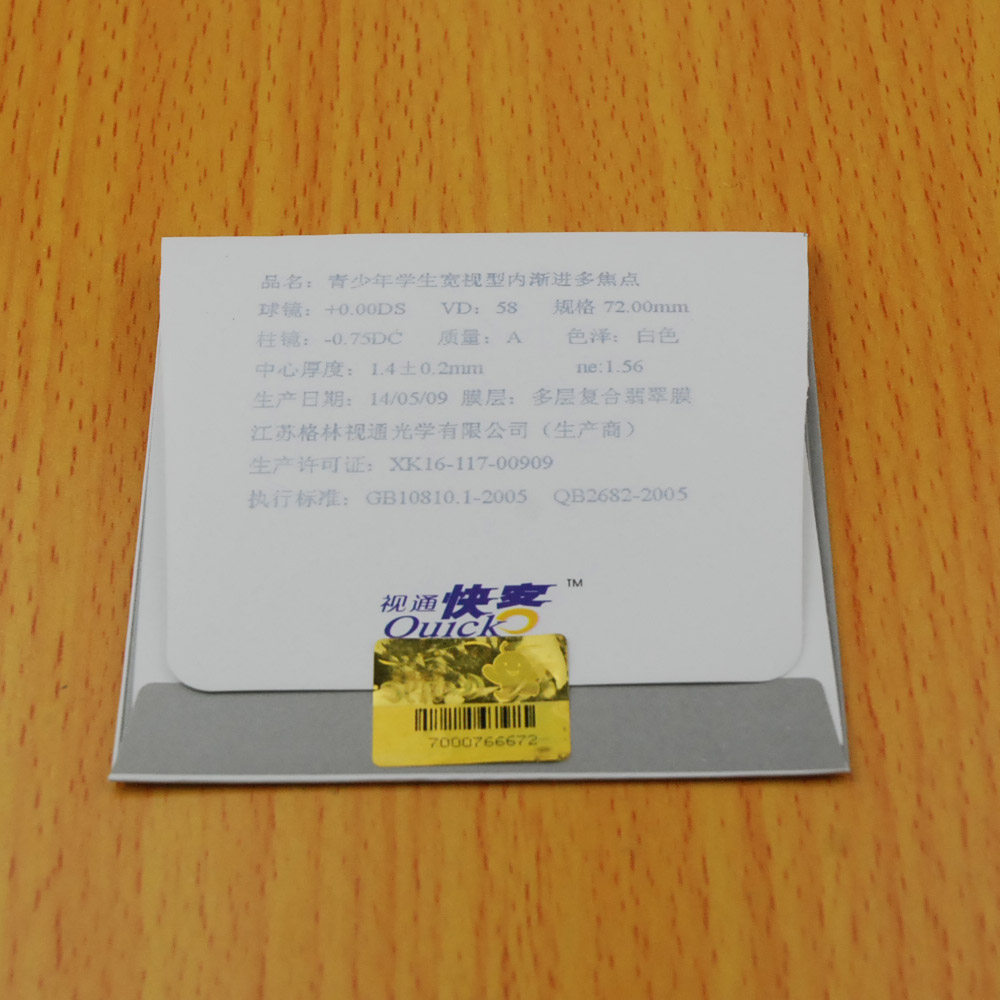 品名：青少年学生宽视型内渐进多焦点
球镜：+0.00DS VD：58 规格 72.00mm
柱镜：-0.75DC 质量：A 色泽：白色
中心厚度：1.4±0.2mm ne:1.56
生产日期：14/05/09 膜层：多层复合翡翠膜
江苏格林视通光学有限公司（生产商）
生产许可证：XK16-117-00909
执行标准：GB10810.1-2005 QB2682-2005
视通快客™
Quick
7000766672